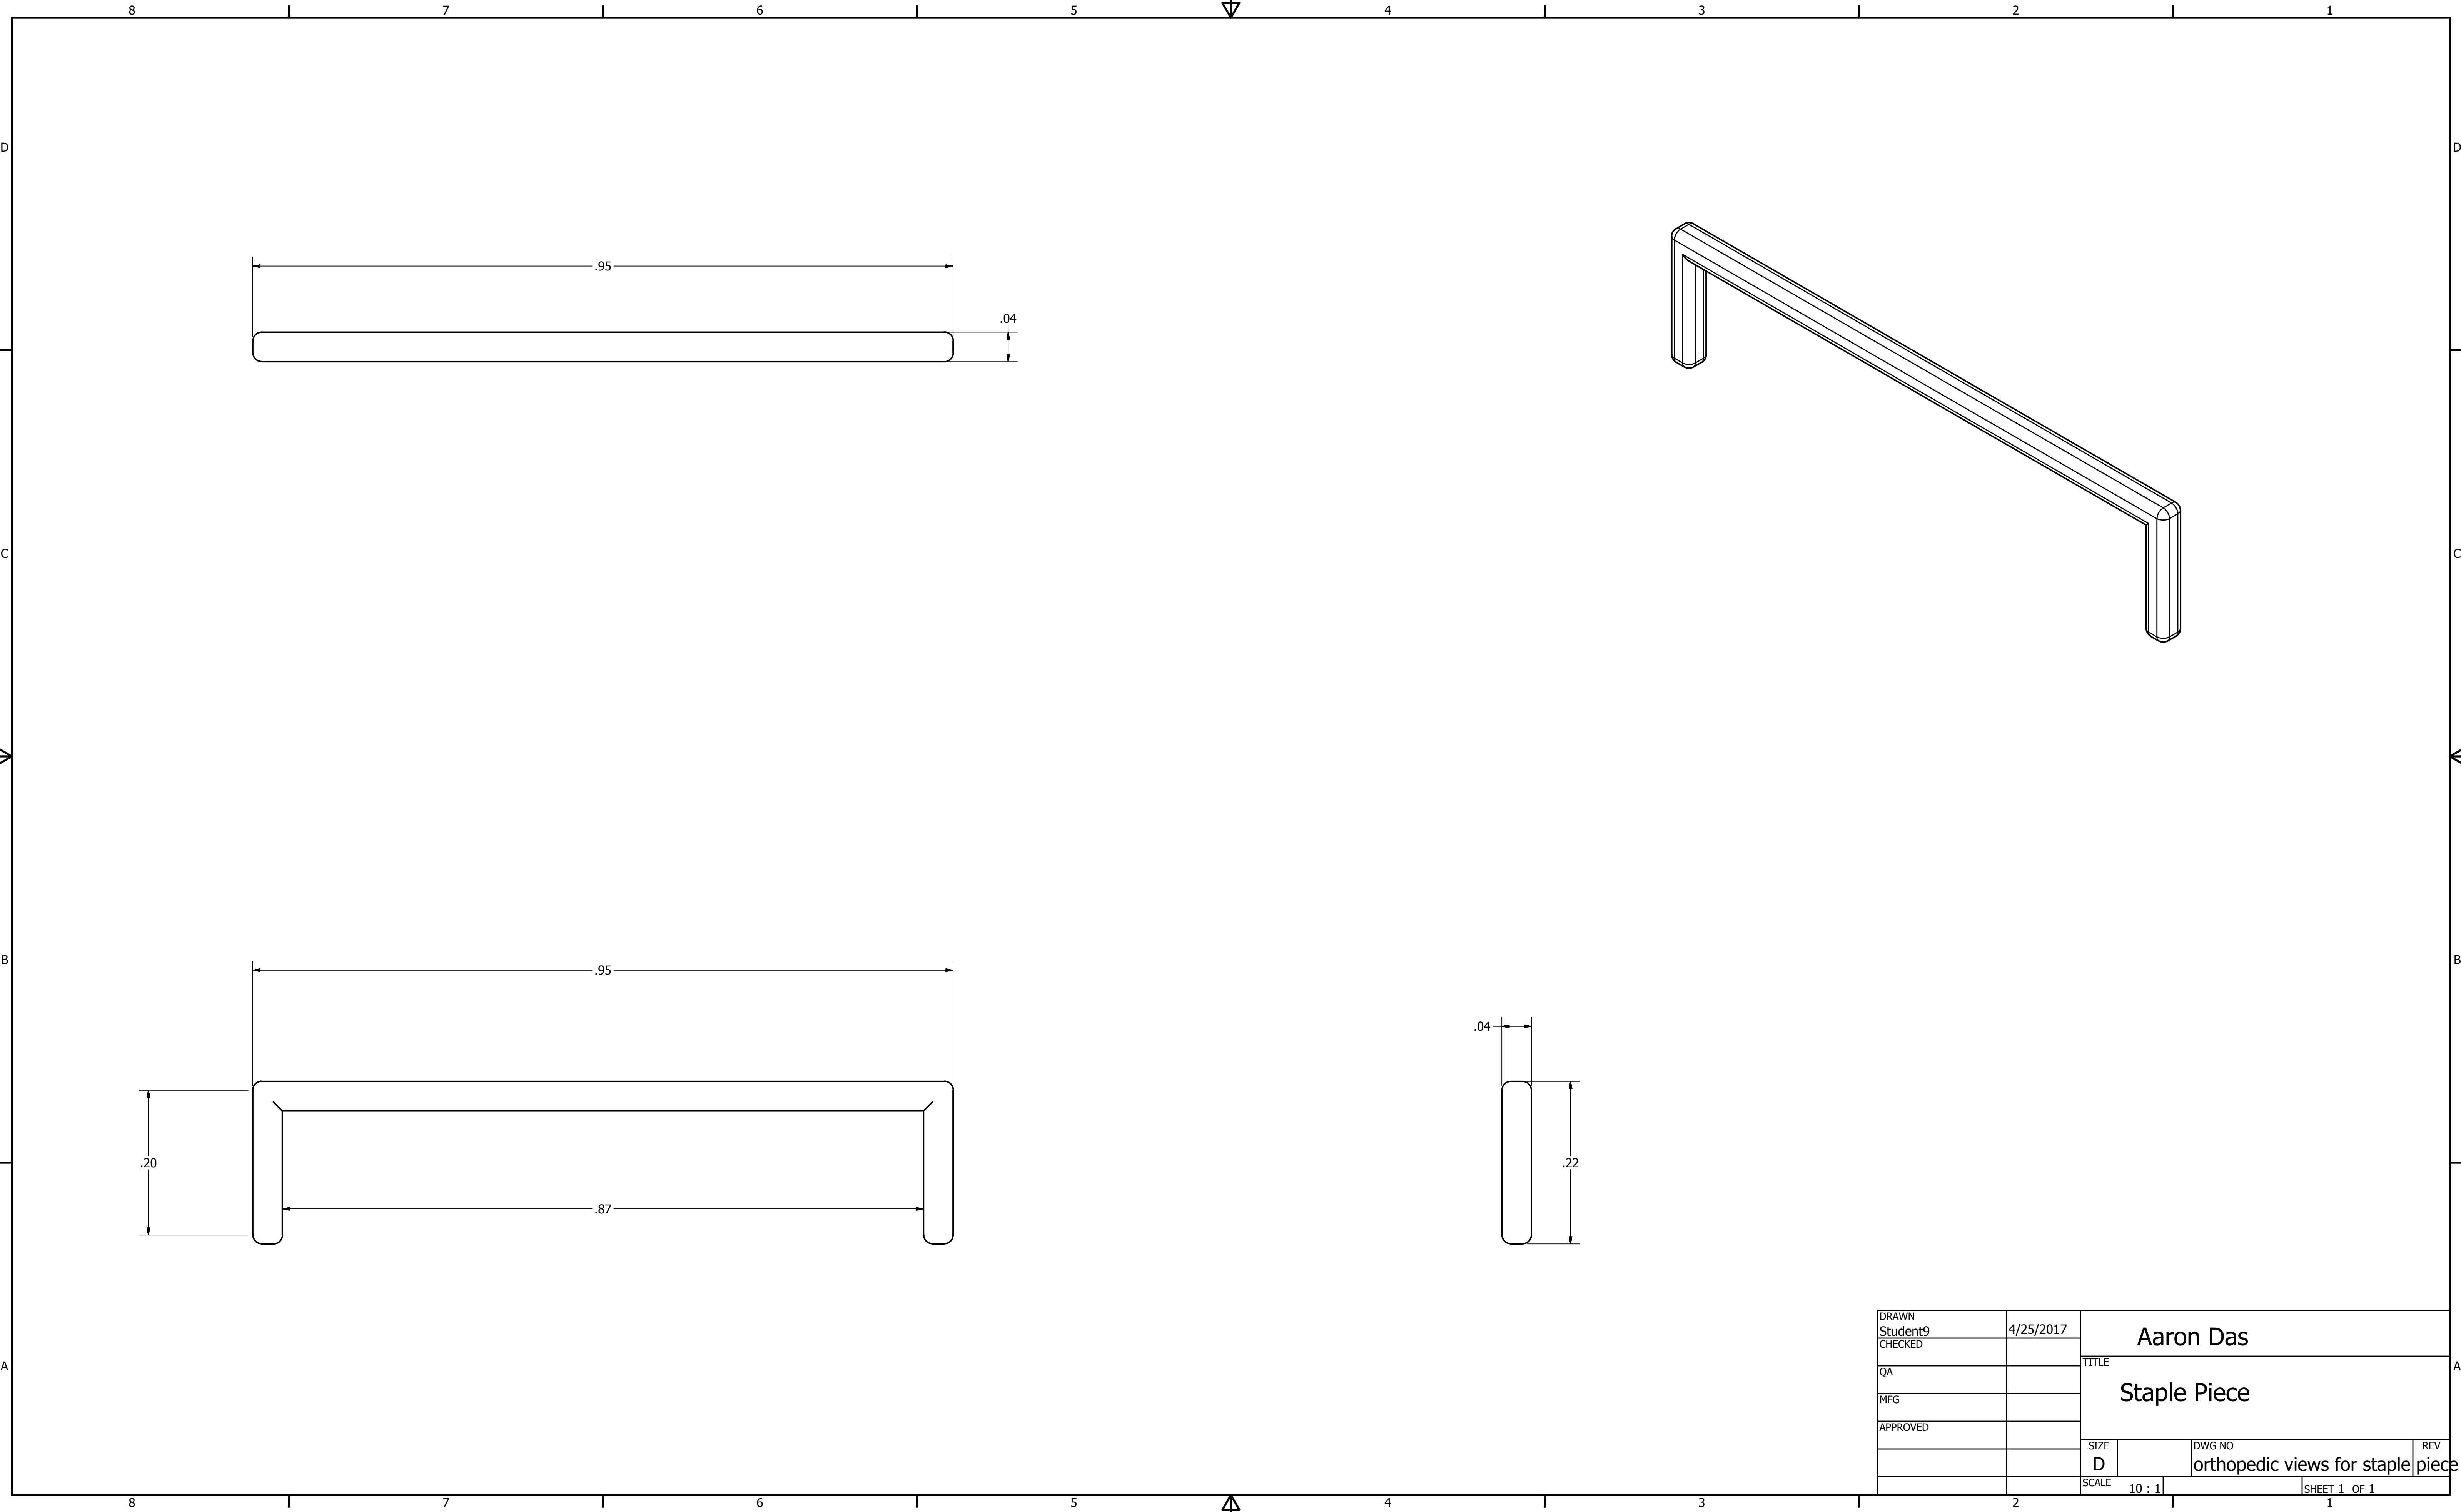 8 7 6 5 4 3 2 1
D D
.95
.04
C C
B B
.95
.04
.20
.22
.87
DRAWN
Student9 4/25/2017
Aaron Das
CHECKED
TITLE
A A
QA
Staple Piece
MFG
APPROVED
SIZE DWG NO REV
D orthopedic views for staple piece
SCALE 10 : 1 SHEET 1 OF 1
8 7 6 5 4 3 2 1